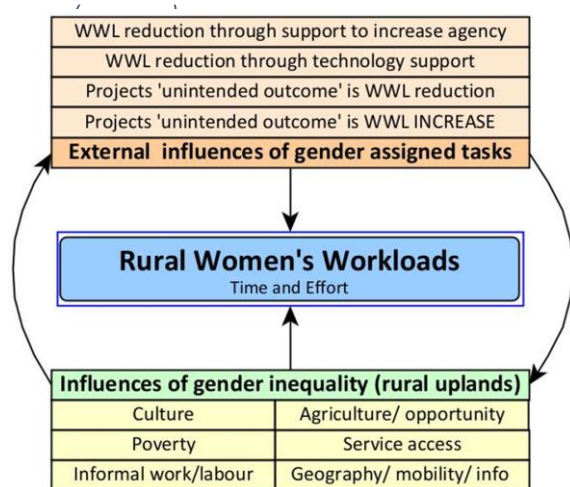 WWL reduction through support to increase agency
WWL reduction through technology support
Projects 'unintended outcome' is WWL reduction
Projects 'unintended outcome' is WWL INCREASE
External influences of gender assigned tasks
Rural Women's Workloads
Time and Effort
Influences of gender inequality (rural uplands)
Culture
Agriculture/ opportunity
Poverty
Service access
Informal work/labour
Geography/ mobility/ info